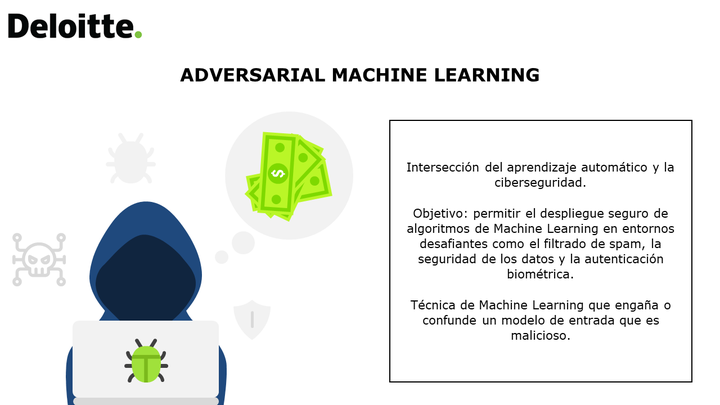 Deloitte.
ADVERSARIAL MACHINE LEARNING
$
Intersección del aprendizaje automático y la
ciberseguridad.
Objetivo: permitir el despliegue seguro de
algoritmos de Machine Learning en entornos
desafiantes como el filtrado de spam, la
seguridad de los datos y la autenticación
biométrica.
Técnica de Machine Learning que engaña o
confunde un modelo de entrada que es
malicioso.